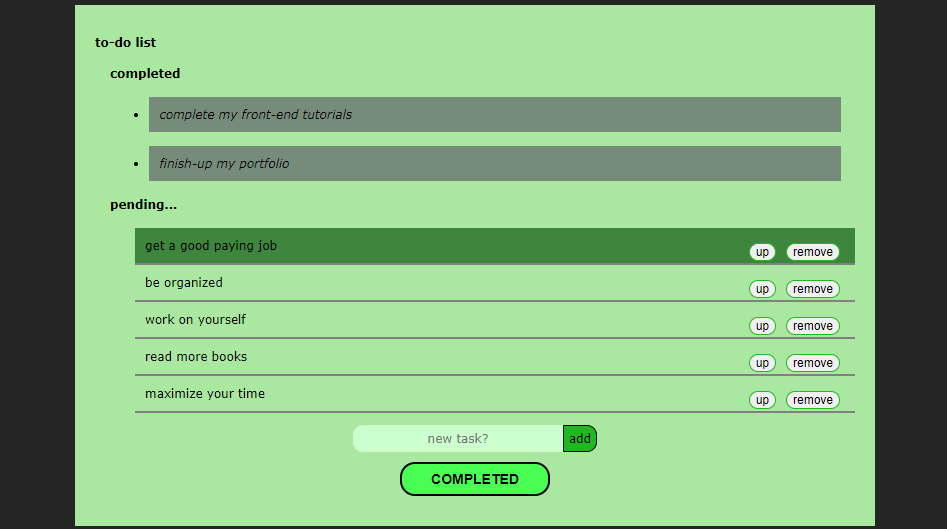 to-do list
completed
complete my front-end tutorials
finish-up my portfolio
pending...
get a good paying job up remove
be organized up remove
work on yourself up remove
read more books up remove
maximize your time up remove
new task? add
COMPLETED